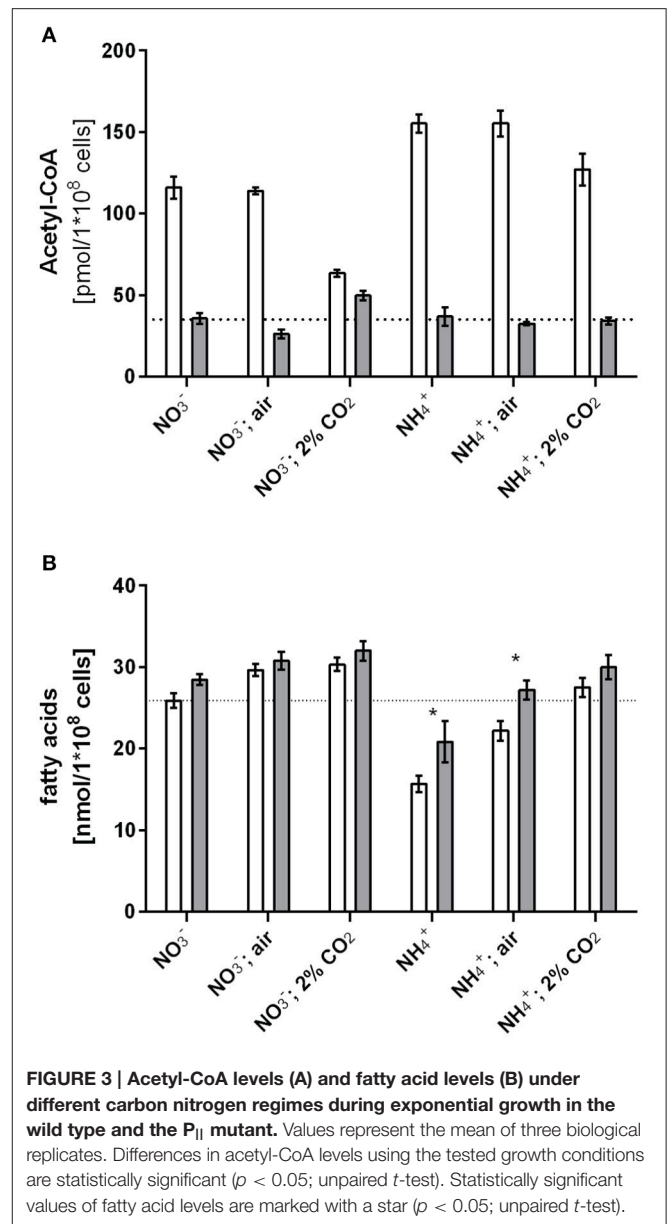 A
200
150
100
50
0
Acetyl-CoA
[pmol/1*10⁸ cells]
NO₃⁻
NO₃⁻; air
NO₃⁻; 2% CO₂
NH₄⁺
NH₄⁺; air
NH₄⁺; 2% CO₂
B
40
30
20
10
0
fatty acids
[nmol/1*10⁸ cells]
*
*
NO₃⁻
NO₃⁻; air
NO₃⁻; 2% CO₂
NH₄⁺
NH₄⁺; air
NH₄⁺; 2% CO₂
FIGURE 3 | Acetyl-CoA levels (A) and fatty acid levels (B) under
different carbon nitrogen regimes during exponential growth in the
wild type and the P_II mutant. Values represent the mean of three biological
replicates. Differences in acetyl-CoA levels using the tested growth conditions
are statistically significant (p < 0.05; unpaired t-test). Statistically significant
values of fatty acid levels are marked with a star (p < 0.05; unpaired t-test).